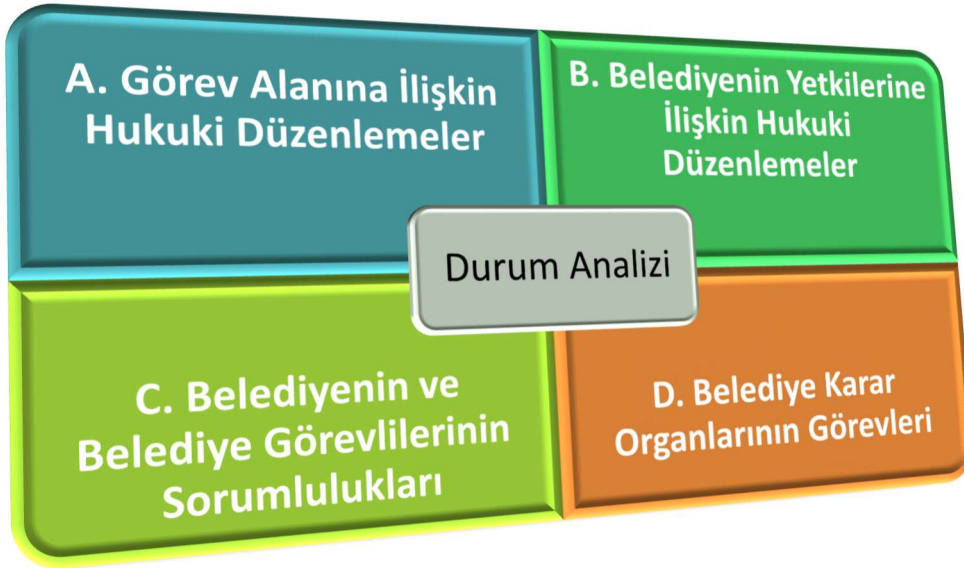 A. Görev Alanına İlişkin
Hukuki Düzenlemeler
B. Belediyenin Yetkilerine
İlişkin Hukuki
Düzenlemeler
Durum Analizi
C. Belediyenin ve
Belediye Görevlilerinin
Sorumlulukları
D. Belediye Karar
Organlarının Görevleri